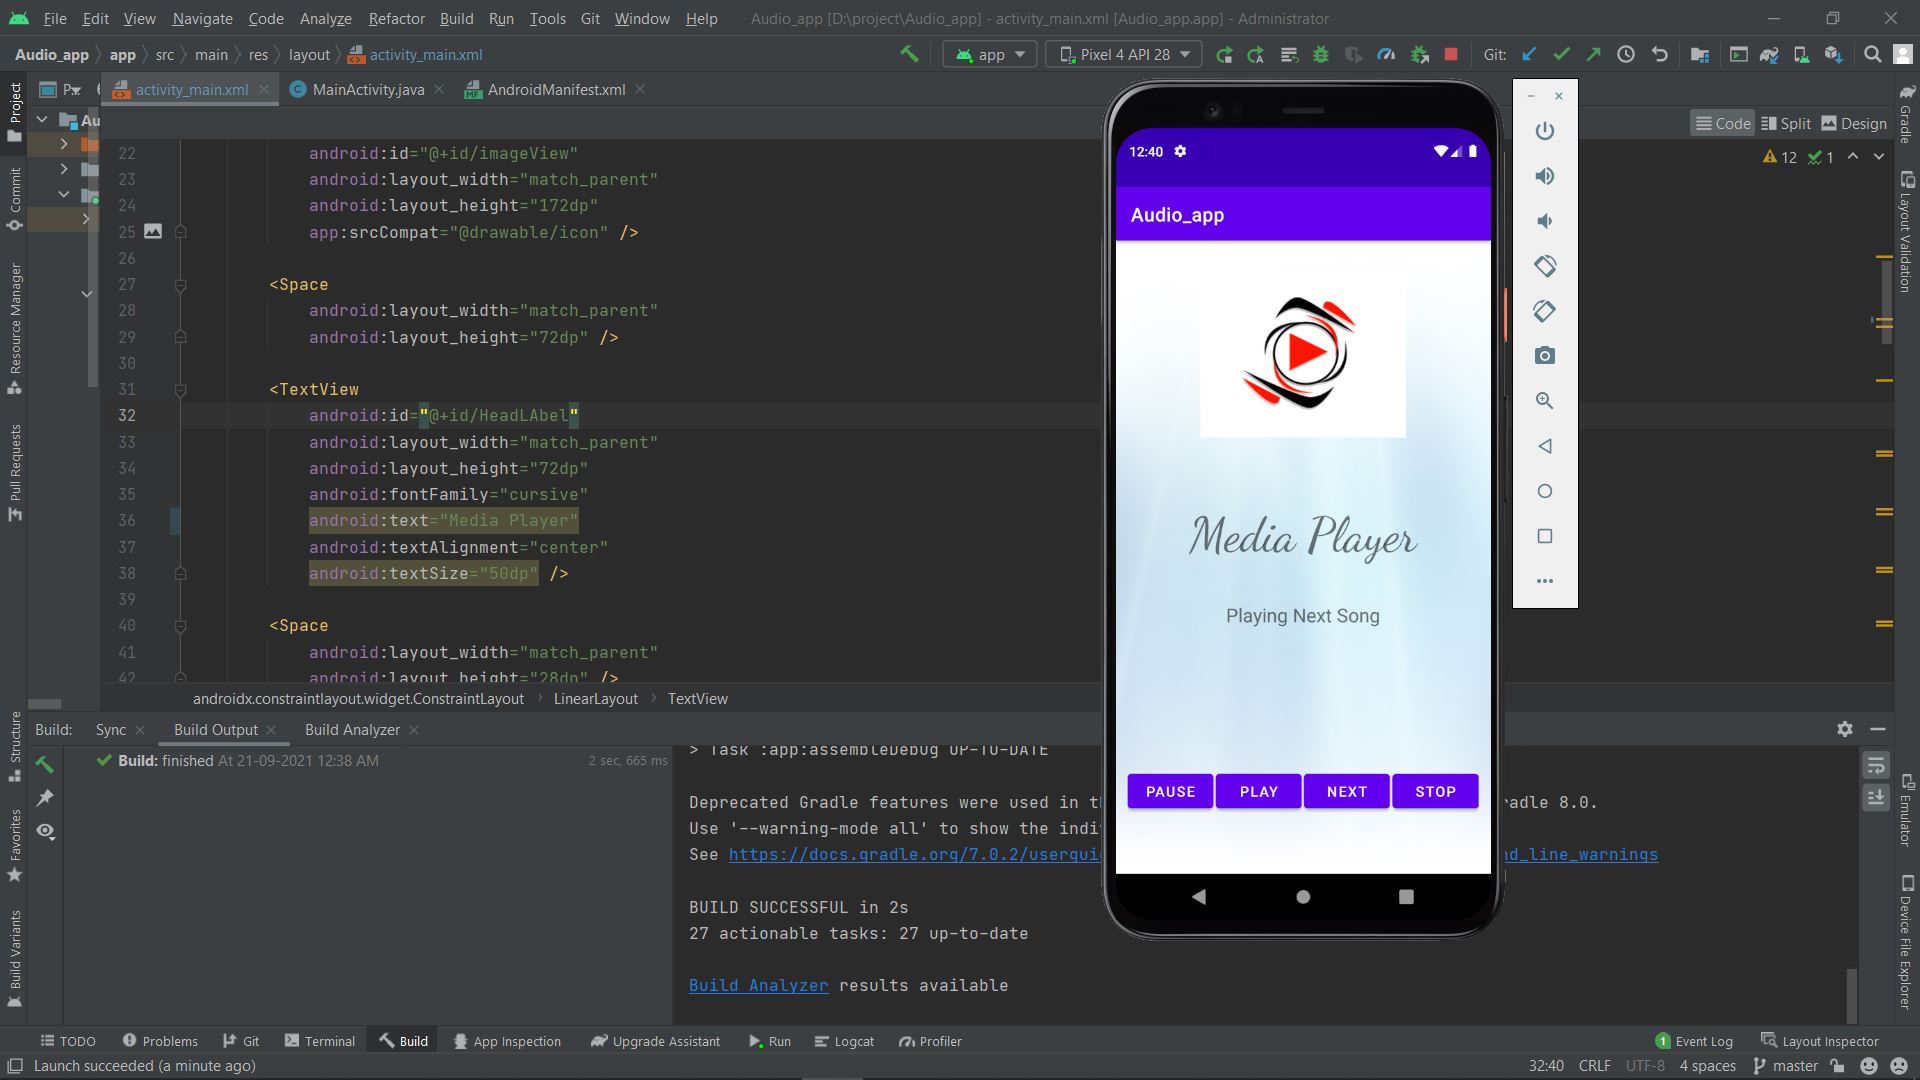 File Edit View Navigate Code Analyze Refactor Build Run Tools Git Window Help Audio_app [D:\project\Audio_app] - activity_main.xml [Audio_app.app] - Administrator
Audio_app app src main res layout activity_main.xml
app Pixel 4 API 28 Git:
P activity_main.xml MainActivity.java AndroidManifest.xml
Au
Code Split Design
12 1
22 android:id="@+id/imageView"
23 android:layout_width="match_parent"
24 android:layout_height="172dp"
25 app:srcCompat="@drawable/icon" />
26
27 <Space
28 android:layout_width="match_parent"
29 android:layout_height="72dp" />
30
31 <TextView
32 android:id="@+id/HeadLAbel"
33 android:layout_width="match_parent"
34 android:layout_height="72dp"
35 android:fontFamily="cursive"
36 android:text="Media Player"
37 android:textAlignment="center"
38 android:textSize="50dp" />
39
40 <Space
41 android:layout_width="match_parent"
42 android:layout_height="28dp" />
androidx.constraintlayout.widget.ConstraintLayout LinearLayout TextView
Build: Sync Build Output Build Analyzer
Build: finished At 21-09-2021 12:38 AM 2 sec, 665 ms
> Task :app:assembleDebug UP-TO-DATE
Deprecated Gradle features were used in th radle 8.0.
Use '--warning-mode all' to show the indi
See https://docs.gradle.org/7.0.2/usergui nd_line_warnings
BUILD SUCCESSFUL in 2s
27 actionable tasks: 27 up-to-date
Build Analyzer results available
12:40
Audio_app
Media Player
Playing Next Song
PAUSE PLAY NEXT STOP
Project
Commit
Resource Manager
Pull Requests
Structure
Favorites
Build Variants
Gradle
Layout Validation
Emulator
Device File Explorer
TODO Problems Git Terminal Build App Inspection Upgrade Assistant Run Logcat Profiler 1 Event Log Layout Inspector
Launch succeeded (a minute ago) 32:40 CRLF UTF-8 4 spaces master